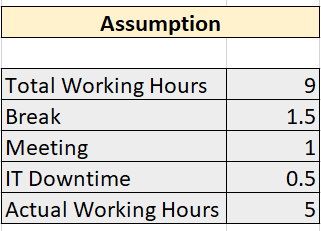 Assumption
Total Working Hours 9
Break 1.5
Meeting 1
IT Downtime 0.5
Actual Working Hours 5